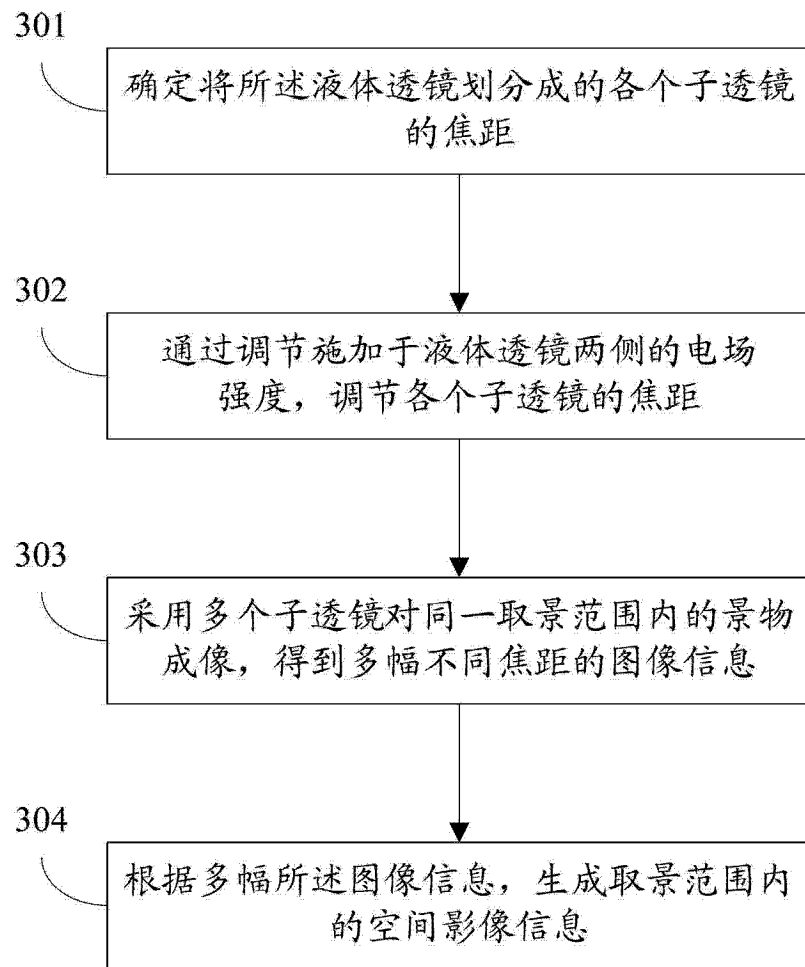 301
确定将所述液体透镜划分成的各个子透镜
的焦距
302
通过调节施加于液体透镜两侧的电场
强度，调节各个子透镜的焦距
303
采用多个子透镜对同一取景范围内的景物
成像，得到多幅不同焦距的图像信息
304
根据多幅所述图像信息，生成取景范围内
的空间影像信息